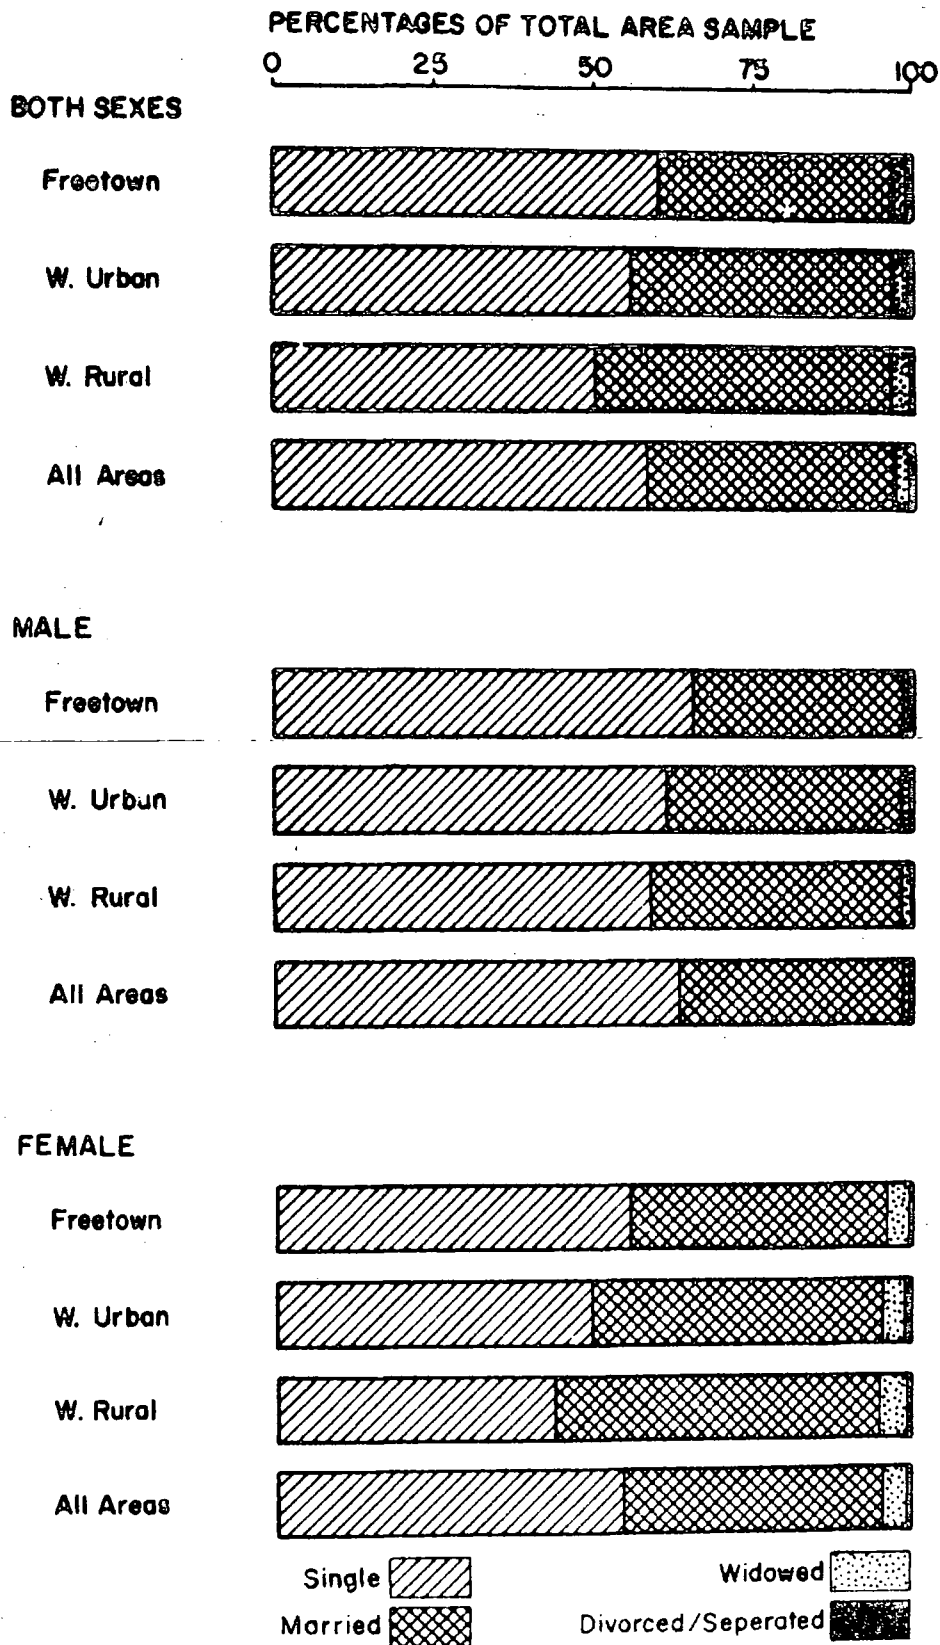 PERCENTAGES OF TOTAL AREA SAMPLE
0 25 50 75 100
BOTH SEXES
Freetown
W. Urban
W. Rural
All Areas
MALE
Freetown
W. Urban
W. Rural
All Areas
FEMALE
Freetown
W. Urban
W. Rural
All Areas
Single Widowed
Married Divorced/Seperated